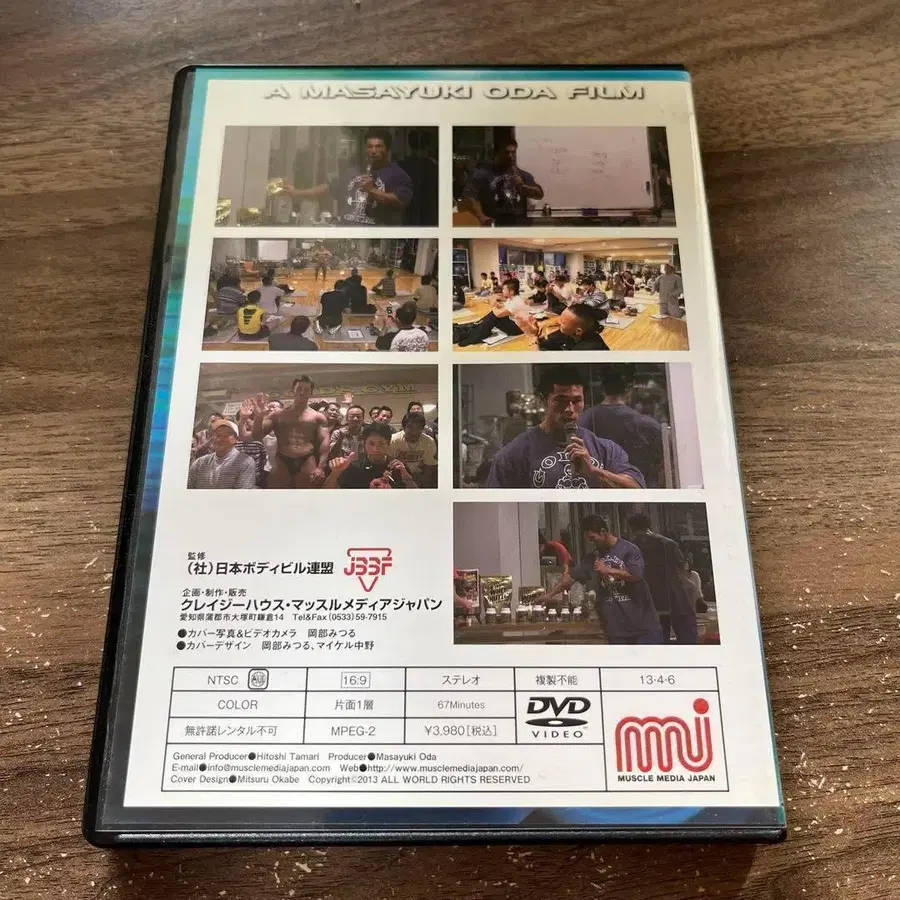 A MASAYUKI ODA FILM
監修
(社)日本ボディビル連盟
JBBF
企画・制作・販売
クレイジーハウス・マッスルメディアジャパン
愛知県蒲郡市大塚町鎌倉14 Tel&Fax(0533)59-7915
●カバー写真&ビデオカメラ 岡部みつる
●カバーデザイン 岡部みつる、マイケル中野
NTSC ALL 16:9 ステレオ 複製不能 13・4・6
COLOR 片面1層 67Minutes
DVD
VIDEO
無許諾レンタル不可 MPEG-2 ¥3,980[税込]
mj
MUSCLE MEDIA JAPAN
General Producer●Hitoshi Tamari Producer●Masayuki Oda
E-mail●info@musclemediajapan.com Web●http://www.musclemediajapan.com/
Cover Design●Mitsuru Okabe Copyright©2013 ALL WORLD RIGHTS RESERVED